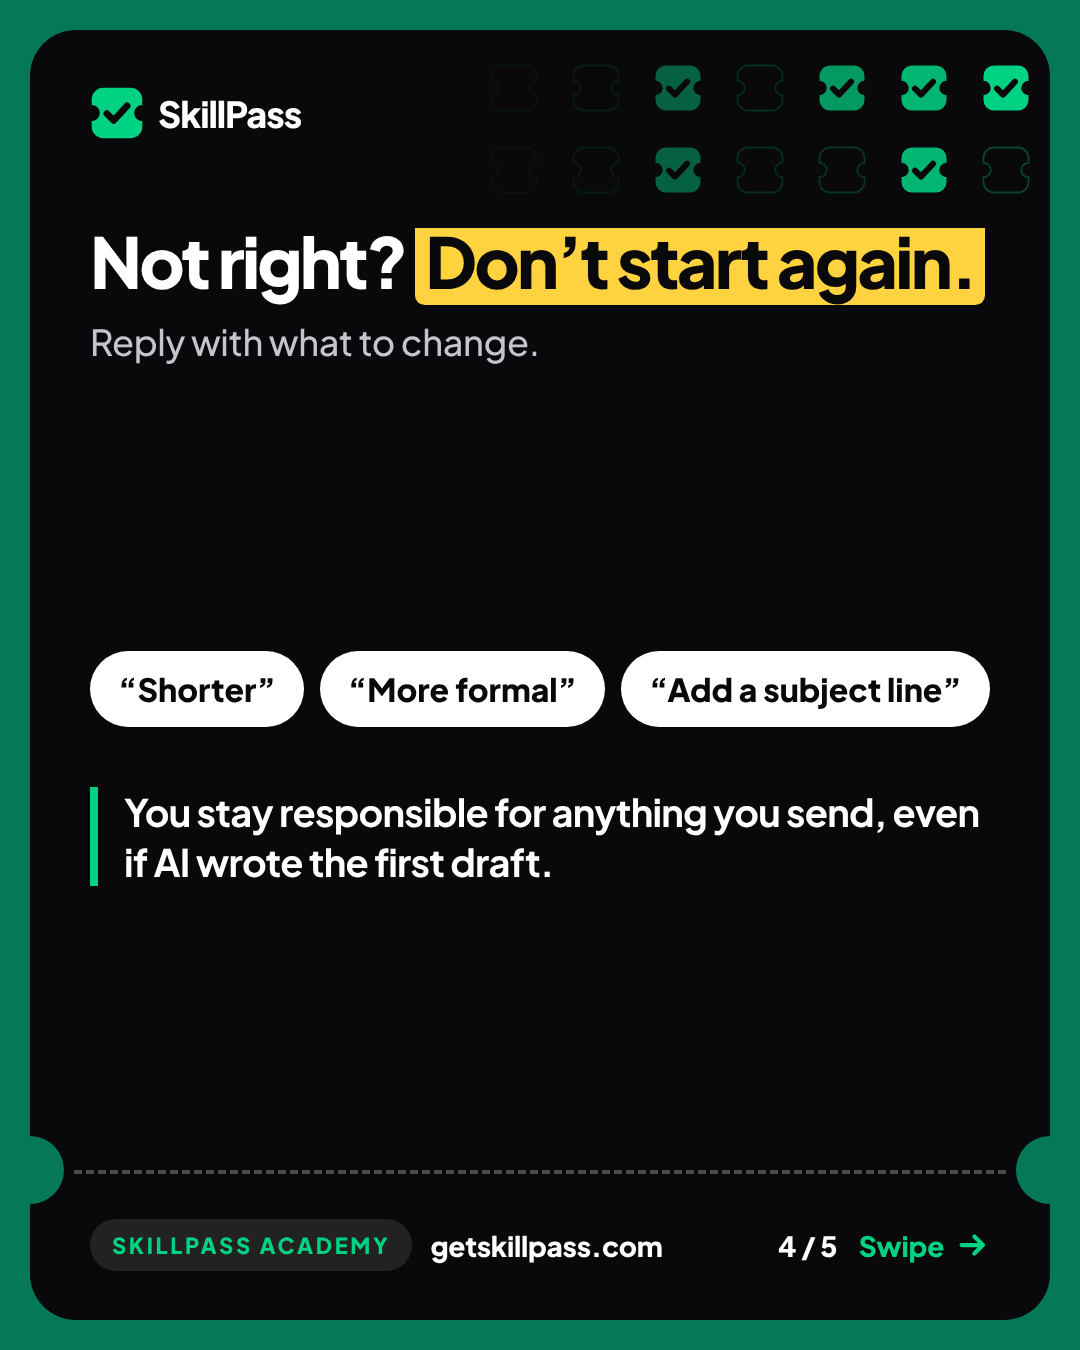 SkillPass
Not right? Don’t start again.
Reply with what to change.
“Shorter” “More formal” “Add a subject line”
You stay responsible for anything you send, even
if AI wrote the first draft.
SKILLPASS ACADEMY getskillpass.com 4 / 5 Swipe →